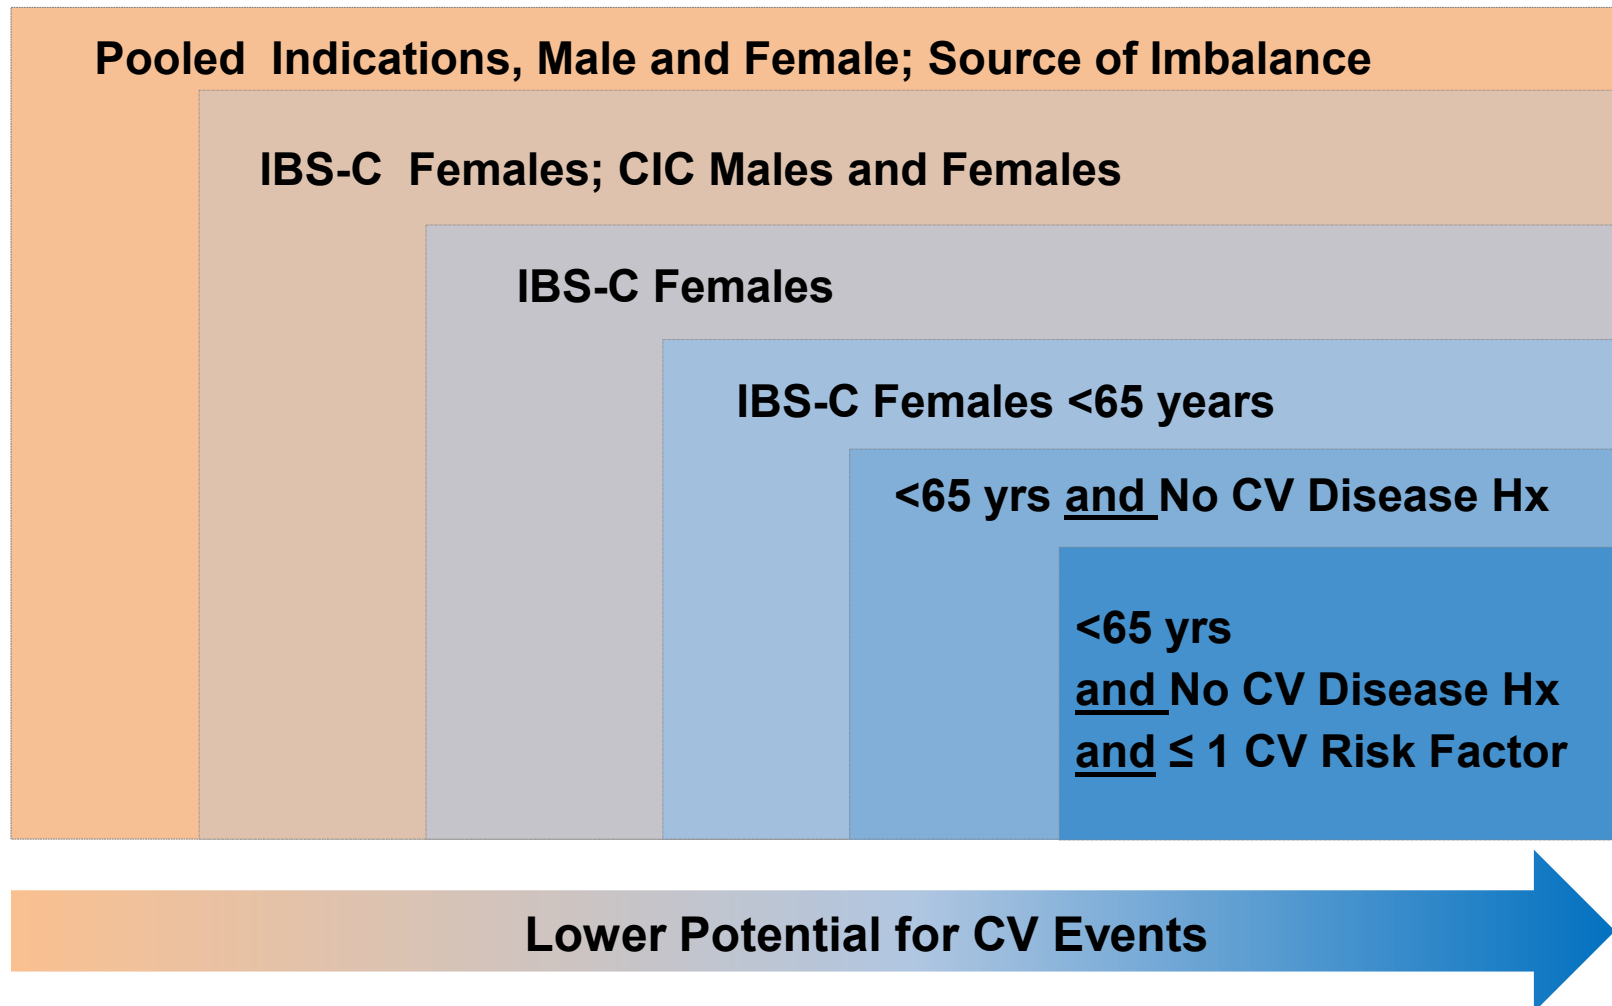 Pooled Indications, Male and Female; Source of Imbalance
IBS-C Females; CIC Males and Females
IBS-C Females
IBS-C Females <65 years
<65 yrs and No CV Disease Hx
<65 yrs
and No CV Disease Hx
and ≤ 1 CV Risk Factor
Lower Potential for CV Events